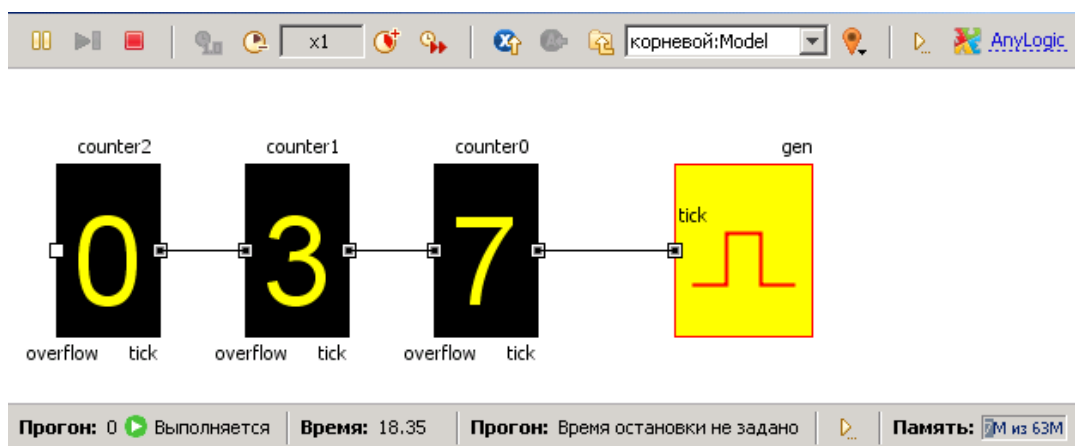 x1 корневой:Model AnyLogic
counter2 counter1 counter0 gen
tick
0 3 7
overflow tick overflow tick overflow tick
Прогон: 0 Выполняется Время: 18.35 Прогон: Время остановки не задано Память: 7M из 63M